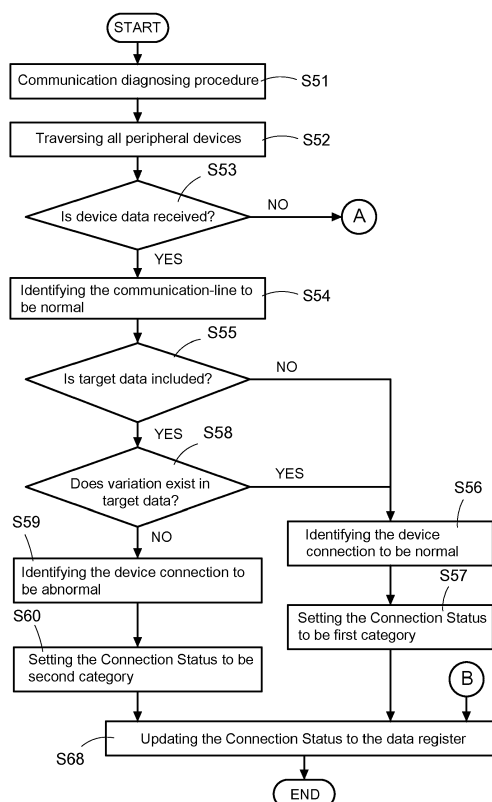 START
Communication diagnosing procedure
S51
Traversing all peripheral devices
S52
S53
Is device data received?
NO
A
YES
Identifying the communication-line to
be normal
S54
S55
Is target data included?
NO
YES
S58
Does variation exist in
target data?
YES
S56
NO
Identifying the device
connection to be normal
S59
Identifying the device connection to
be abnormal
S57
Setting the Connection Status
to be first category
S60
Setting the Connection Status to be
second category
B
Updating the Connection Status to the data register
S68
END